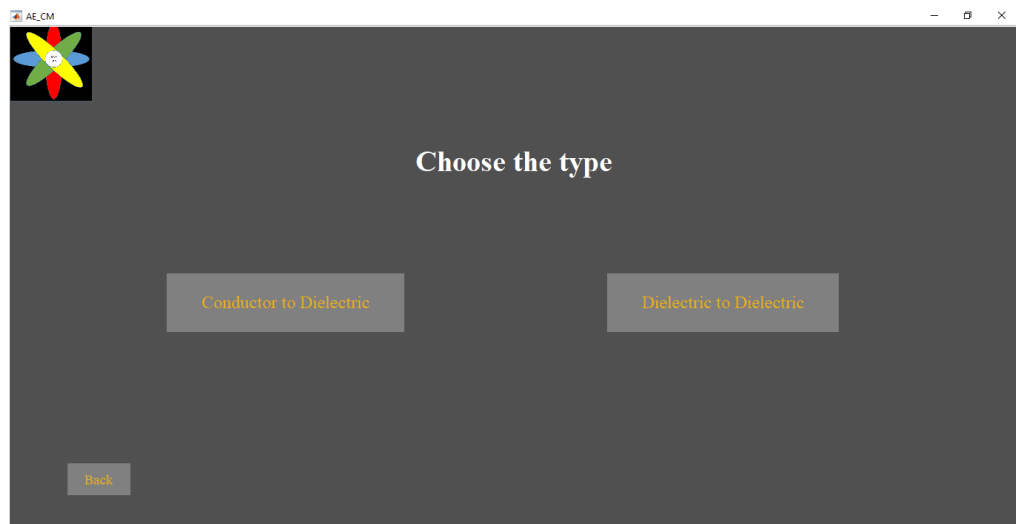 AE_CM
Choose the type
Conductor to Dielectric
Dielectric to Dielectric
Back